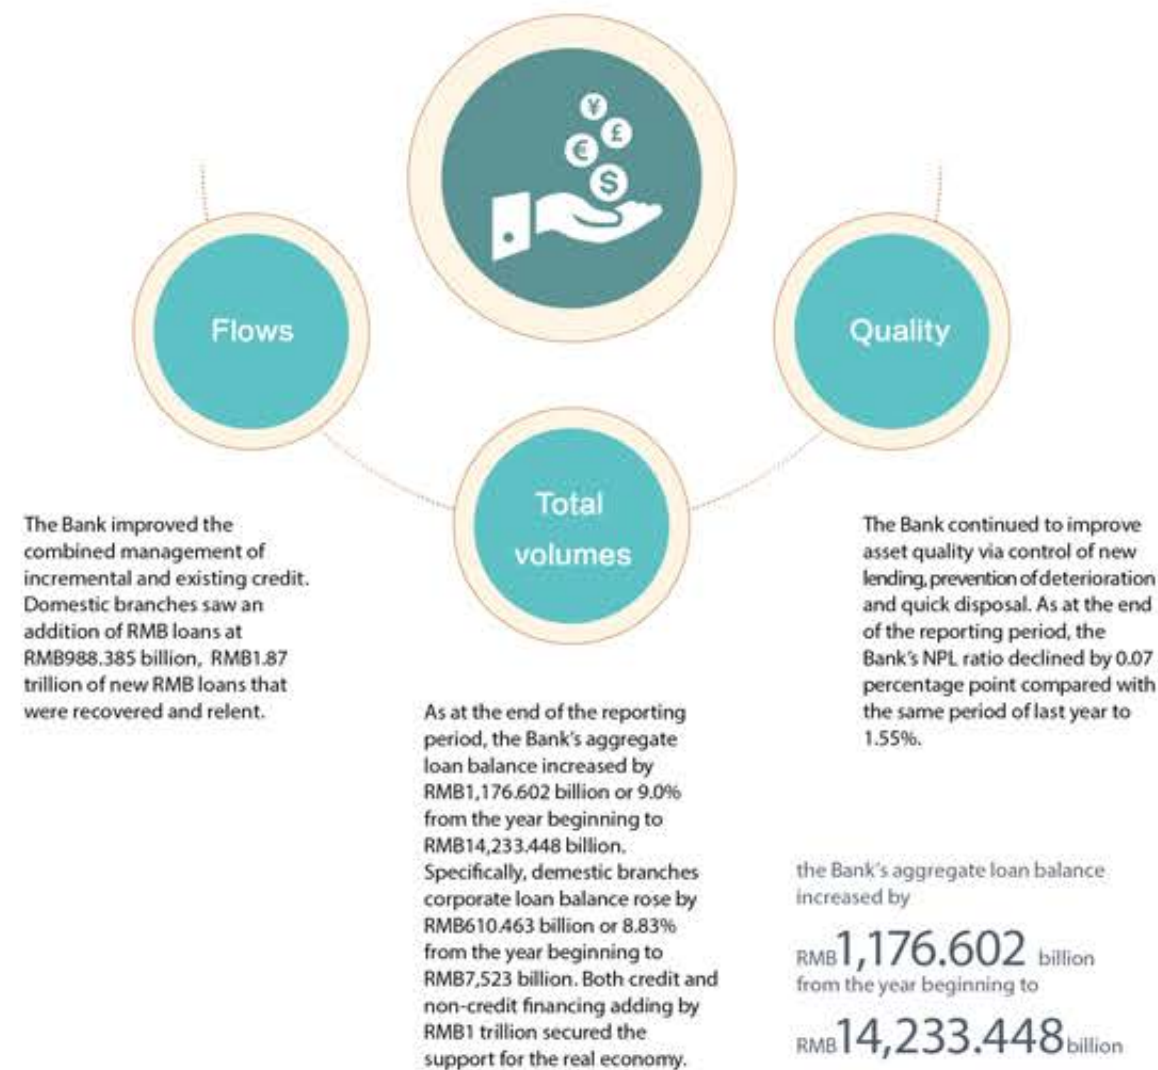 ¥
£
€
$
Flows
Quality
Total
volumes
The Bank improved the
combined management of
incremental and existing credit.
Domestic branches saw an
addition of RMB loans at
RMB988.385 billion, RMB1.87
trillion of new RMB loans that
were recovered and relent.
As at the end of the reporting
period, the Bank's aggregate
loan balance increased by
RMB1,176.602 billion or 9.0%
from the year beginning to
RMB14,233.448 billion.
Specifically, demestic branches
corporate loan balance rose by
RMB610.463 billion or 8.83%
from the year beginning to
RMB7,523 billion. Both credit and
non-credit financing adding by
RMB1 trillion secured the
support for the real economy.
The Bank continued to improve
asset quality via control of new
lending, prevention of deterioration
and quick disposal. As at the end
of the reporting period, the
Bank's NPL ratio declined by 0.07
percentage point compared with
the same period of last year to
1.55%.
the Bank's aggregate loan balance
increased by
RMB1,176.602 billion
from the year beginning to
RMB14,233.448 billion